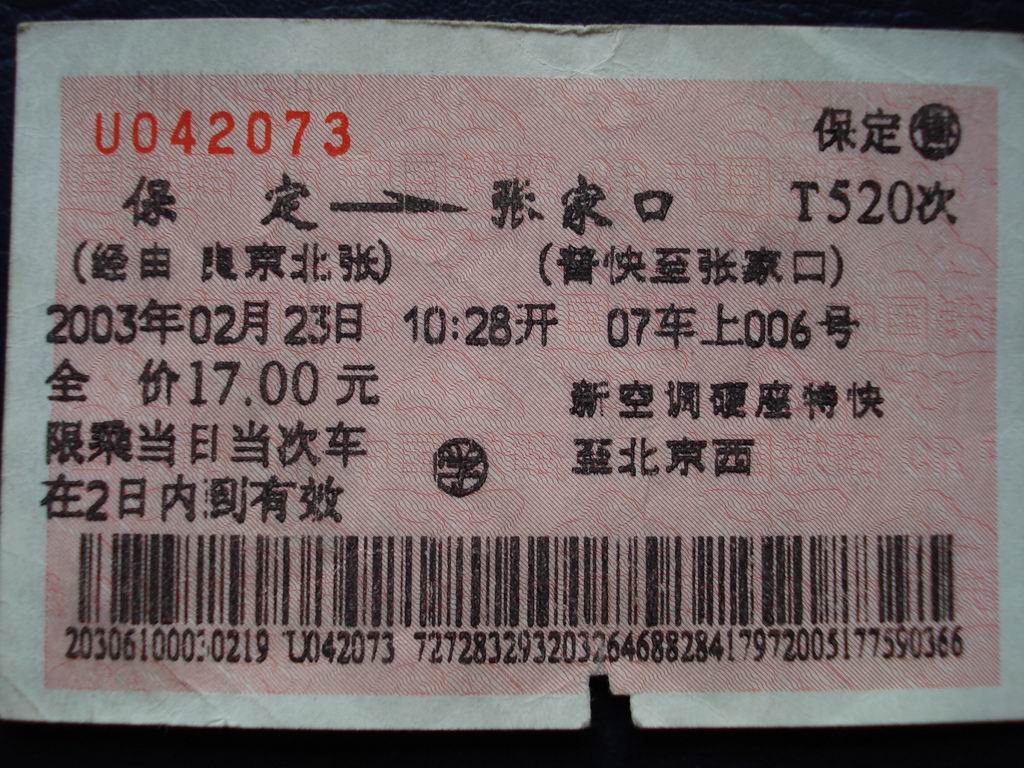 U042073 保定售
保 定→张家口 T520次
(经由 京北张) (普快至张家口)
2003年02月23日 10:28开 07车上006号
全 价17.00元 新空调硬座特快
限乘当日当次车 至北京西
在2日内到有效 学
U042073